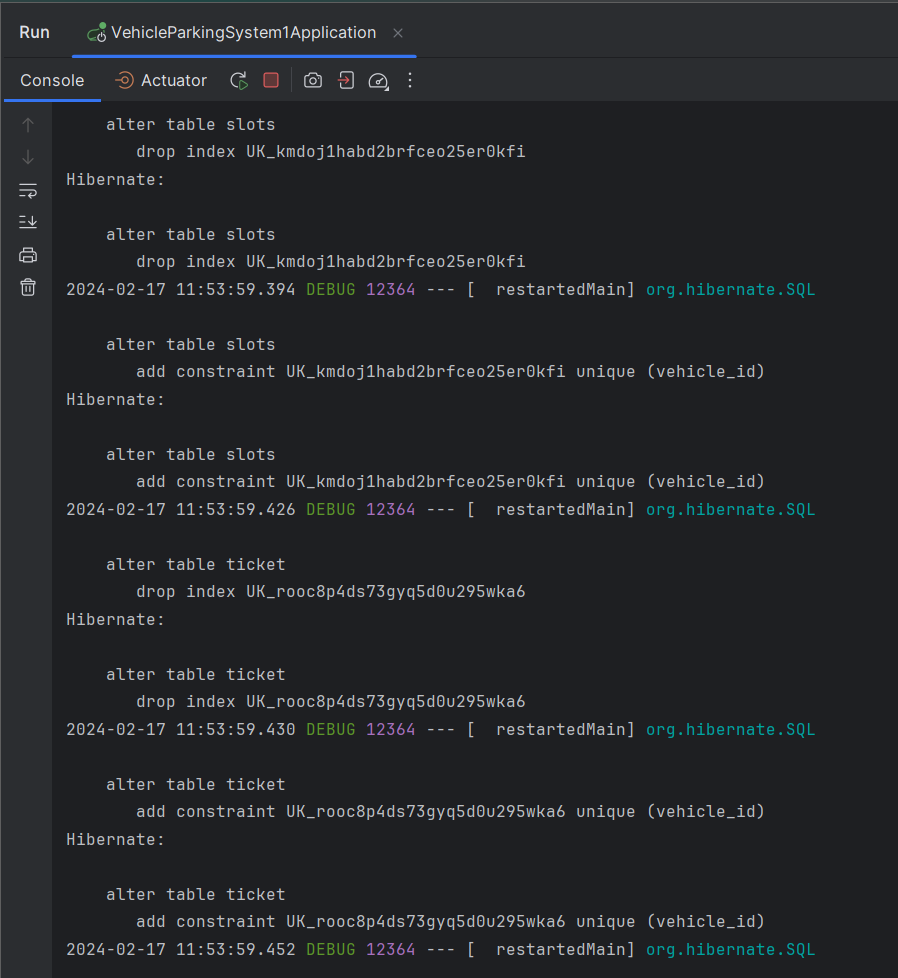 Run VehicleParkingSystem1Application
Console Actuator
alter table slots
drop index UK_kmdoj1habd2brfceo25er0kfi
Hibernate:
alter table slots
drop index UK_kmdoj1habd2brfceo25er0kfi
2024-02-17 11:53:59.394 DEBUG 12364 --- [  restartedMain] org.hibernate.SQL
alter table slots
add constraint UK_kmdoj1habd2brfceo25er0kfi unique (vehicle_id)
Hibernate:
alter table slots
add constraint UK_kmdoj1habd2brfceo25er0kfi unique (vehicle_id)
2024-02-17 11:53:59.426 DEBUG 12364 --- [  restartedMain] org.hibernate.SQL
alter table ticket
drop index UK_rooc8p4ds73gyq5d0u295wka6
Hibernate:
alter table ticket
drop index UK_rooc8p4ds73gyq5d0u295wka6
2024-02-17 11:53:59.430 DEBUG 12364 --- [  restartedMain] org.hibernate.SQL
alter table ticket
add constraint UK_rooc8p4ds73gyq5d0u295wka6 unique (vehicle_id)
Hibernate:
alter table ticket
add constraint UK_rooc8p4ds73gyq5d0u295wka6 unique (vehicle_id)
2024-02-17 11:53:59.452 DEBUG 12364 --- [  restartedMain] org.hibernate.SQL